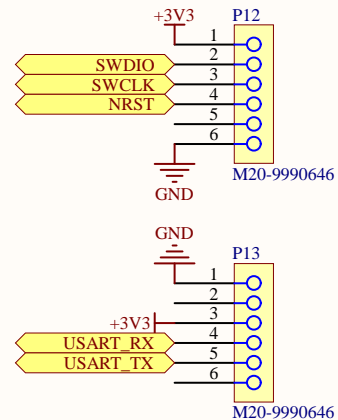 +3V3
P12
1
SWDIO
2
SWCLK
3
NRST
4
5
6
M20-9990646
GND
GND
P13
1
2
+3V3
3
USART_RX
4
USART_TX
5
6
M20-9990646